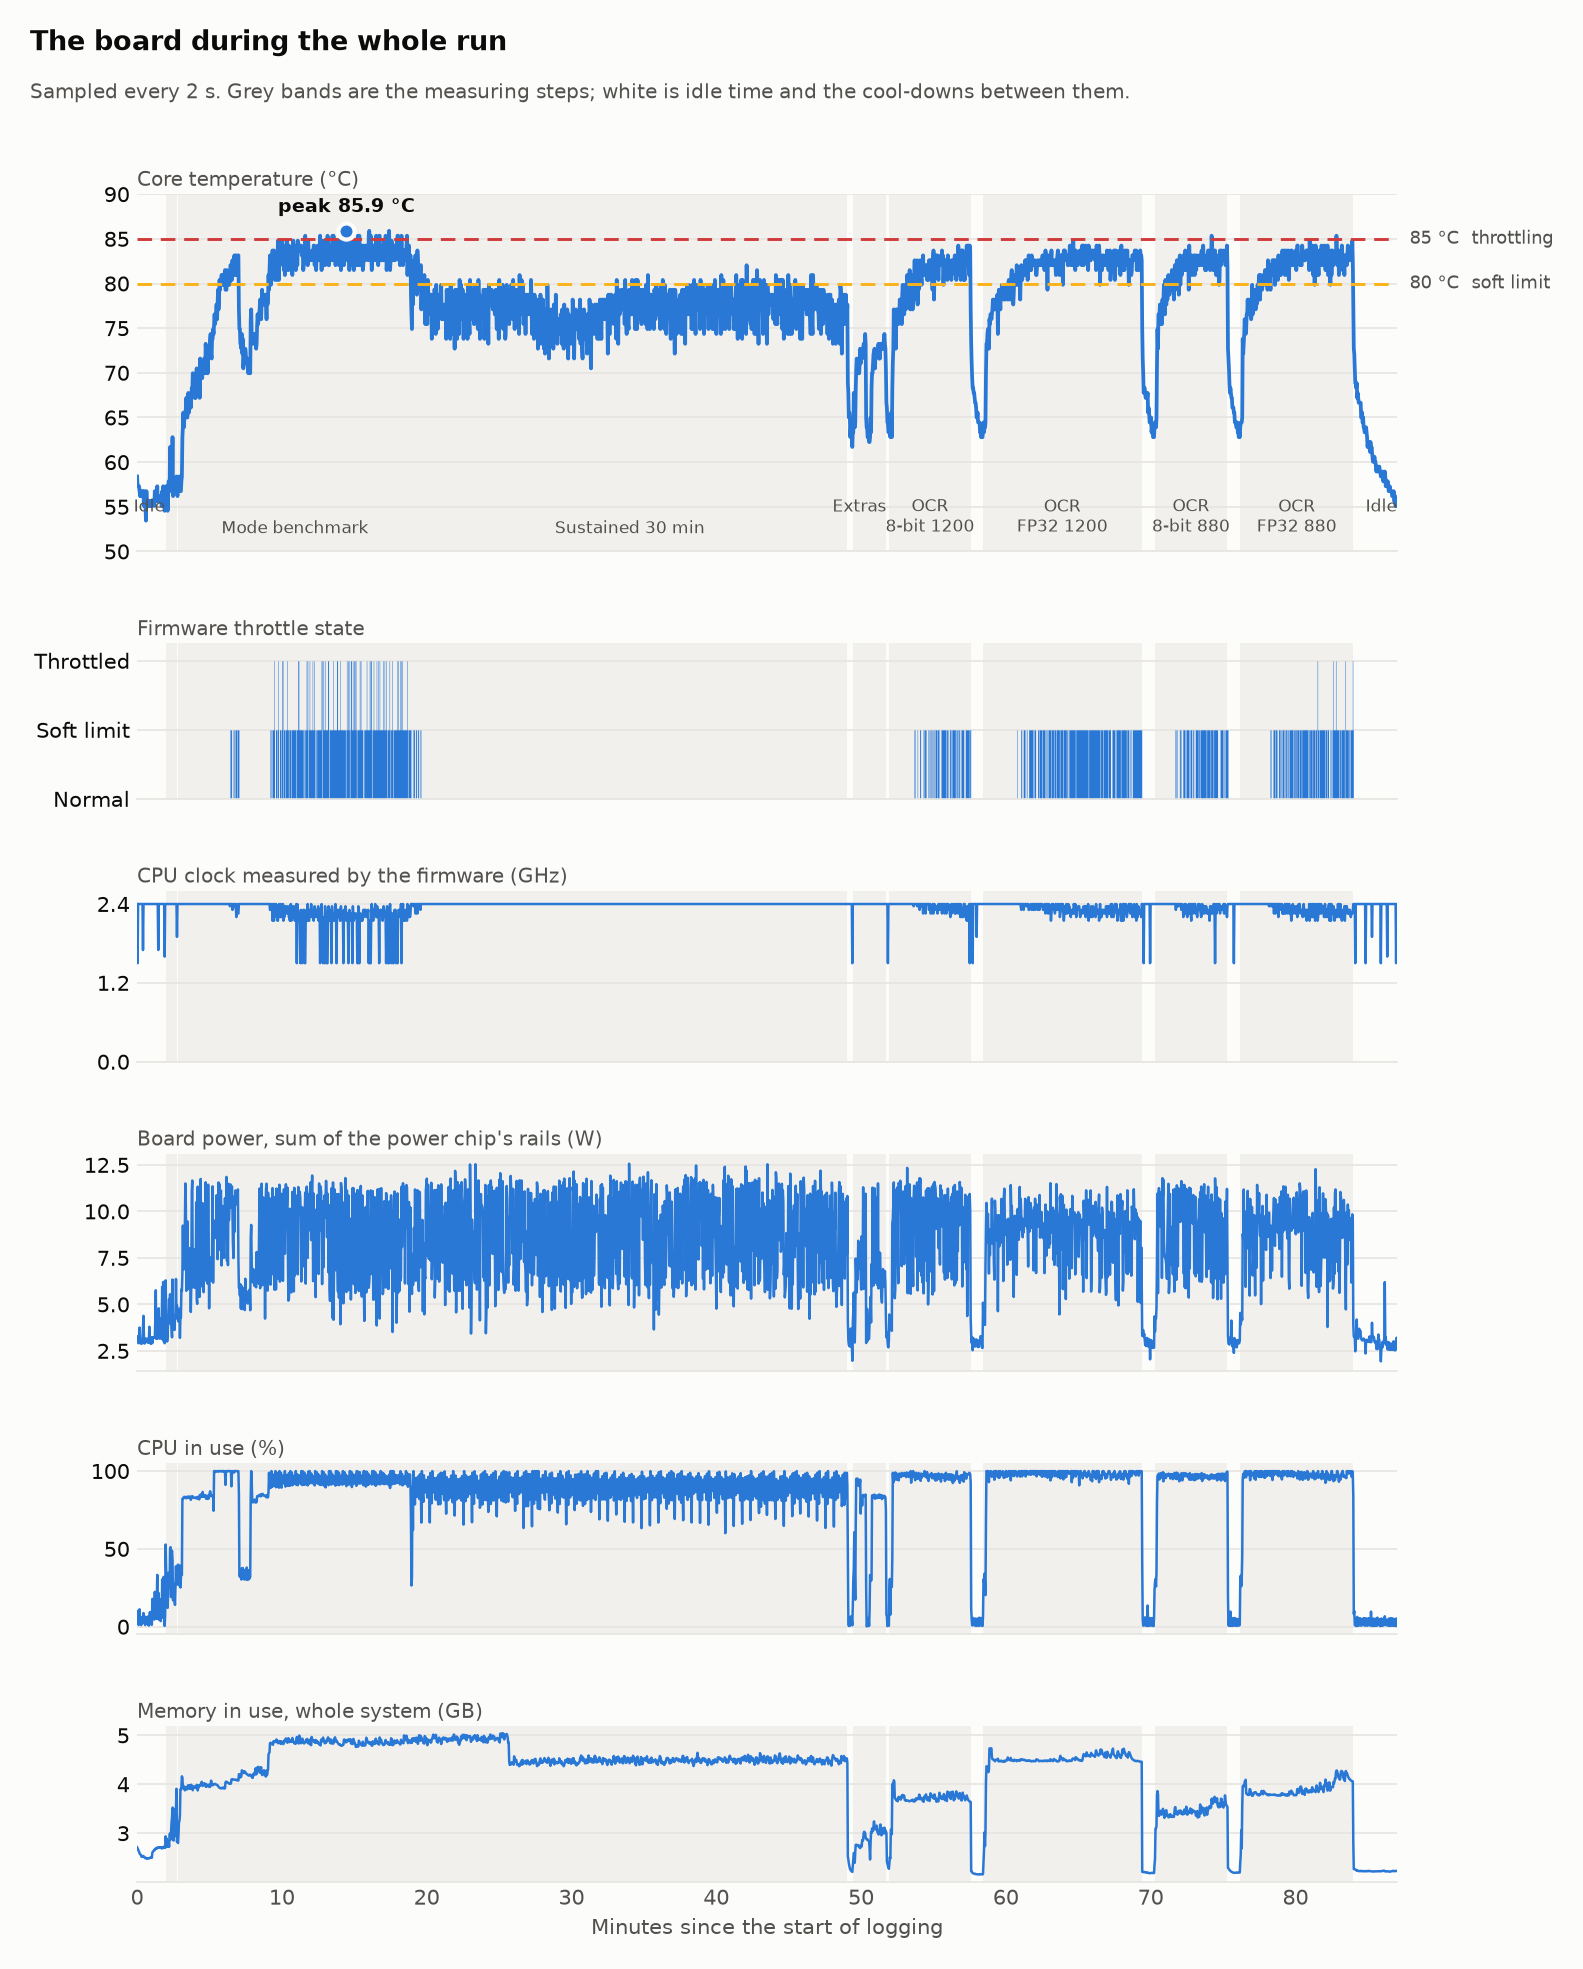 The board during the whole run
Sampled every 2 s. Grey bands are the measuring steps; white is idle time and the cool-downs between them.
Core temperature (°C)
90
85
80
75
70
65
60
55
50
peak 85.9 °C
85 °C throttling
80 °C soft limit
Idle
Mode benchmark
Sustained 30 min
Extras
OCR
8-bit 1200
OCR
FP32 1200
OCR
8-bit 880
OCR
FP32 880
Idle
Firmware throttle state
Throttled
Soft limit
Normal
CPU clock measured by the firmware (GHz)
2.4
1.2
0.0
Board power, sum of the power chip's rails (W)
12.5
10.0
7.5
5.0
2.5
CPU in use (%)
100
50
0
Memory in use, whole system (GB)
5
4
3
0 10 20 30 40 50 60 70 80
Minutes since the start of logging